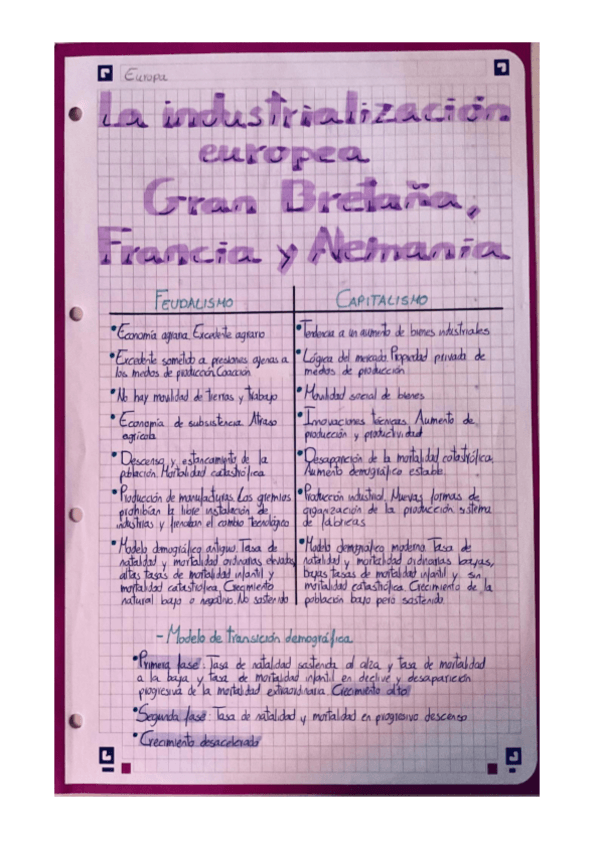 Europa
La industrialización
europea
Gran Bretaña,
Francia y Alemania
FEUDALISMO
CAPITALISMO
•Economía agraria. Excedente agrario
•Excedente sometido a presiones ajenas a
los medios de producción. Coacción
•No hay movilidad de tierras y trabajo
•Economía de subsistencia. Atraso
agrícola
•Descenso y estancamiento de la
población. Mortalidad catastrófica
•Producción de manufacturas. Los gremios
prohibían la libre instalación de
industrias y frenaban el cambio tecnológico
•Modelo demográfico antiguo. Tasa de
natalidad y mortalidad ordinarias elevadas,
altas tasas de mortalidad infantil y
mortalidad catastrófica. Crecimiento
natural bajo o negativo. No sostenido
•Tendencia a un aumento de bienes industriales
•Lógica del mercado. Propiedad privada de
medios de producción
•Movilidad social de bienes
•Innovaciones técnicas. Aumento de
producción y productividad
•Desaparición de la mortalidad catastrófica.
Aumento demográfico estable.
•Producción industrial. Nuevas formas de
organización de la producción: sistema
de fábricas
•Modelo demográfico moderno. Tasa de
natalidad y mortalidad ordinarias bajas,
bajas tasas de mortalidad infantil y sin
mortalidad catastrófica. Crecimiento de la
población bajo pero sostenido
- Modelo de transición demográfica
•Primera fase: Tasa de natalidad sostenida al alza y tasa de mortalidad
a la baja y tasa de mortalidad infantil en declive y desaparición
progresiva de la mortalidad extraordinaria. Crecimiento alto
•Segunda fase: Tasa de natalidad y mortalidad en progresivo descenso
•Crecimiento desacelerado